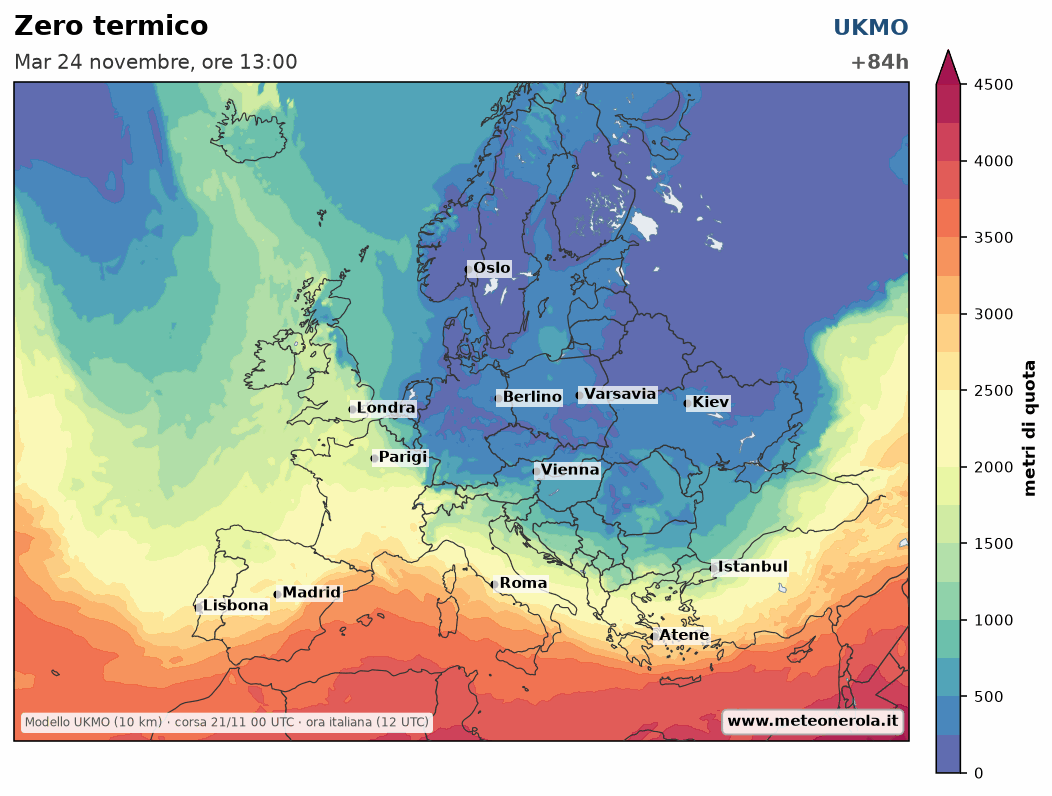 Zero termico
UKMO
Mar 24 novembre, ore 13:00
+84h
4500
4000
3500
3000
2500
2000
1500
1000
500
0
metri di quota
Oslo
Berlino
Varsavia
Kiev
Londra
Parigi
Vienna
Istanbul
Roma
Madrid
Lisbona
Atene
Modello UKMO (10 km) · corsa 21/11 00 UTC · ora italiana (12 UTC)
www.meteonerola.it